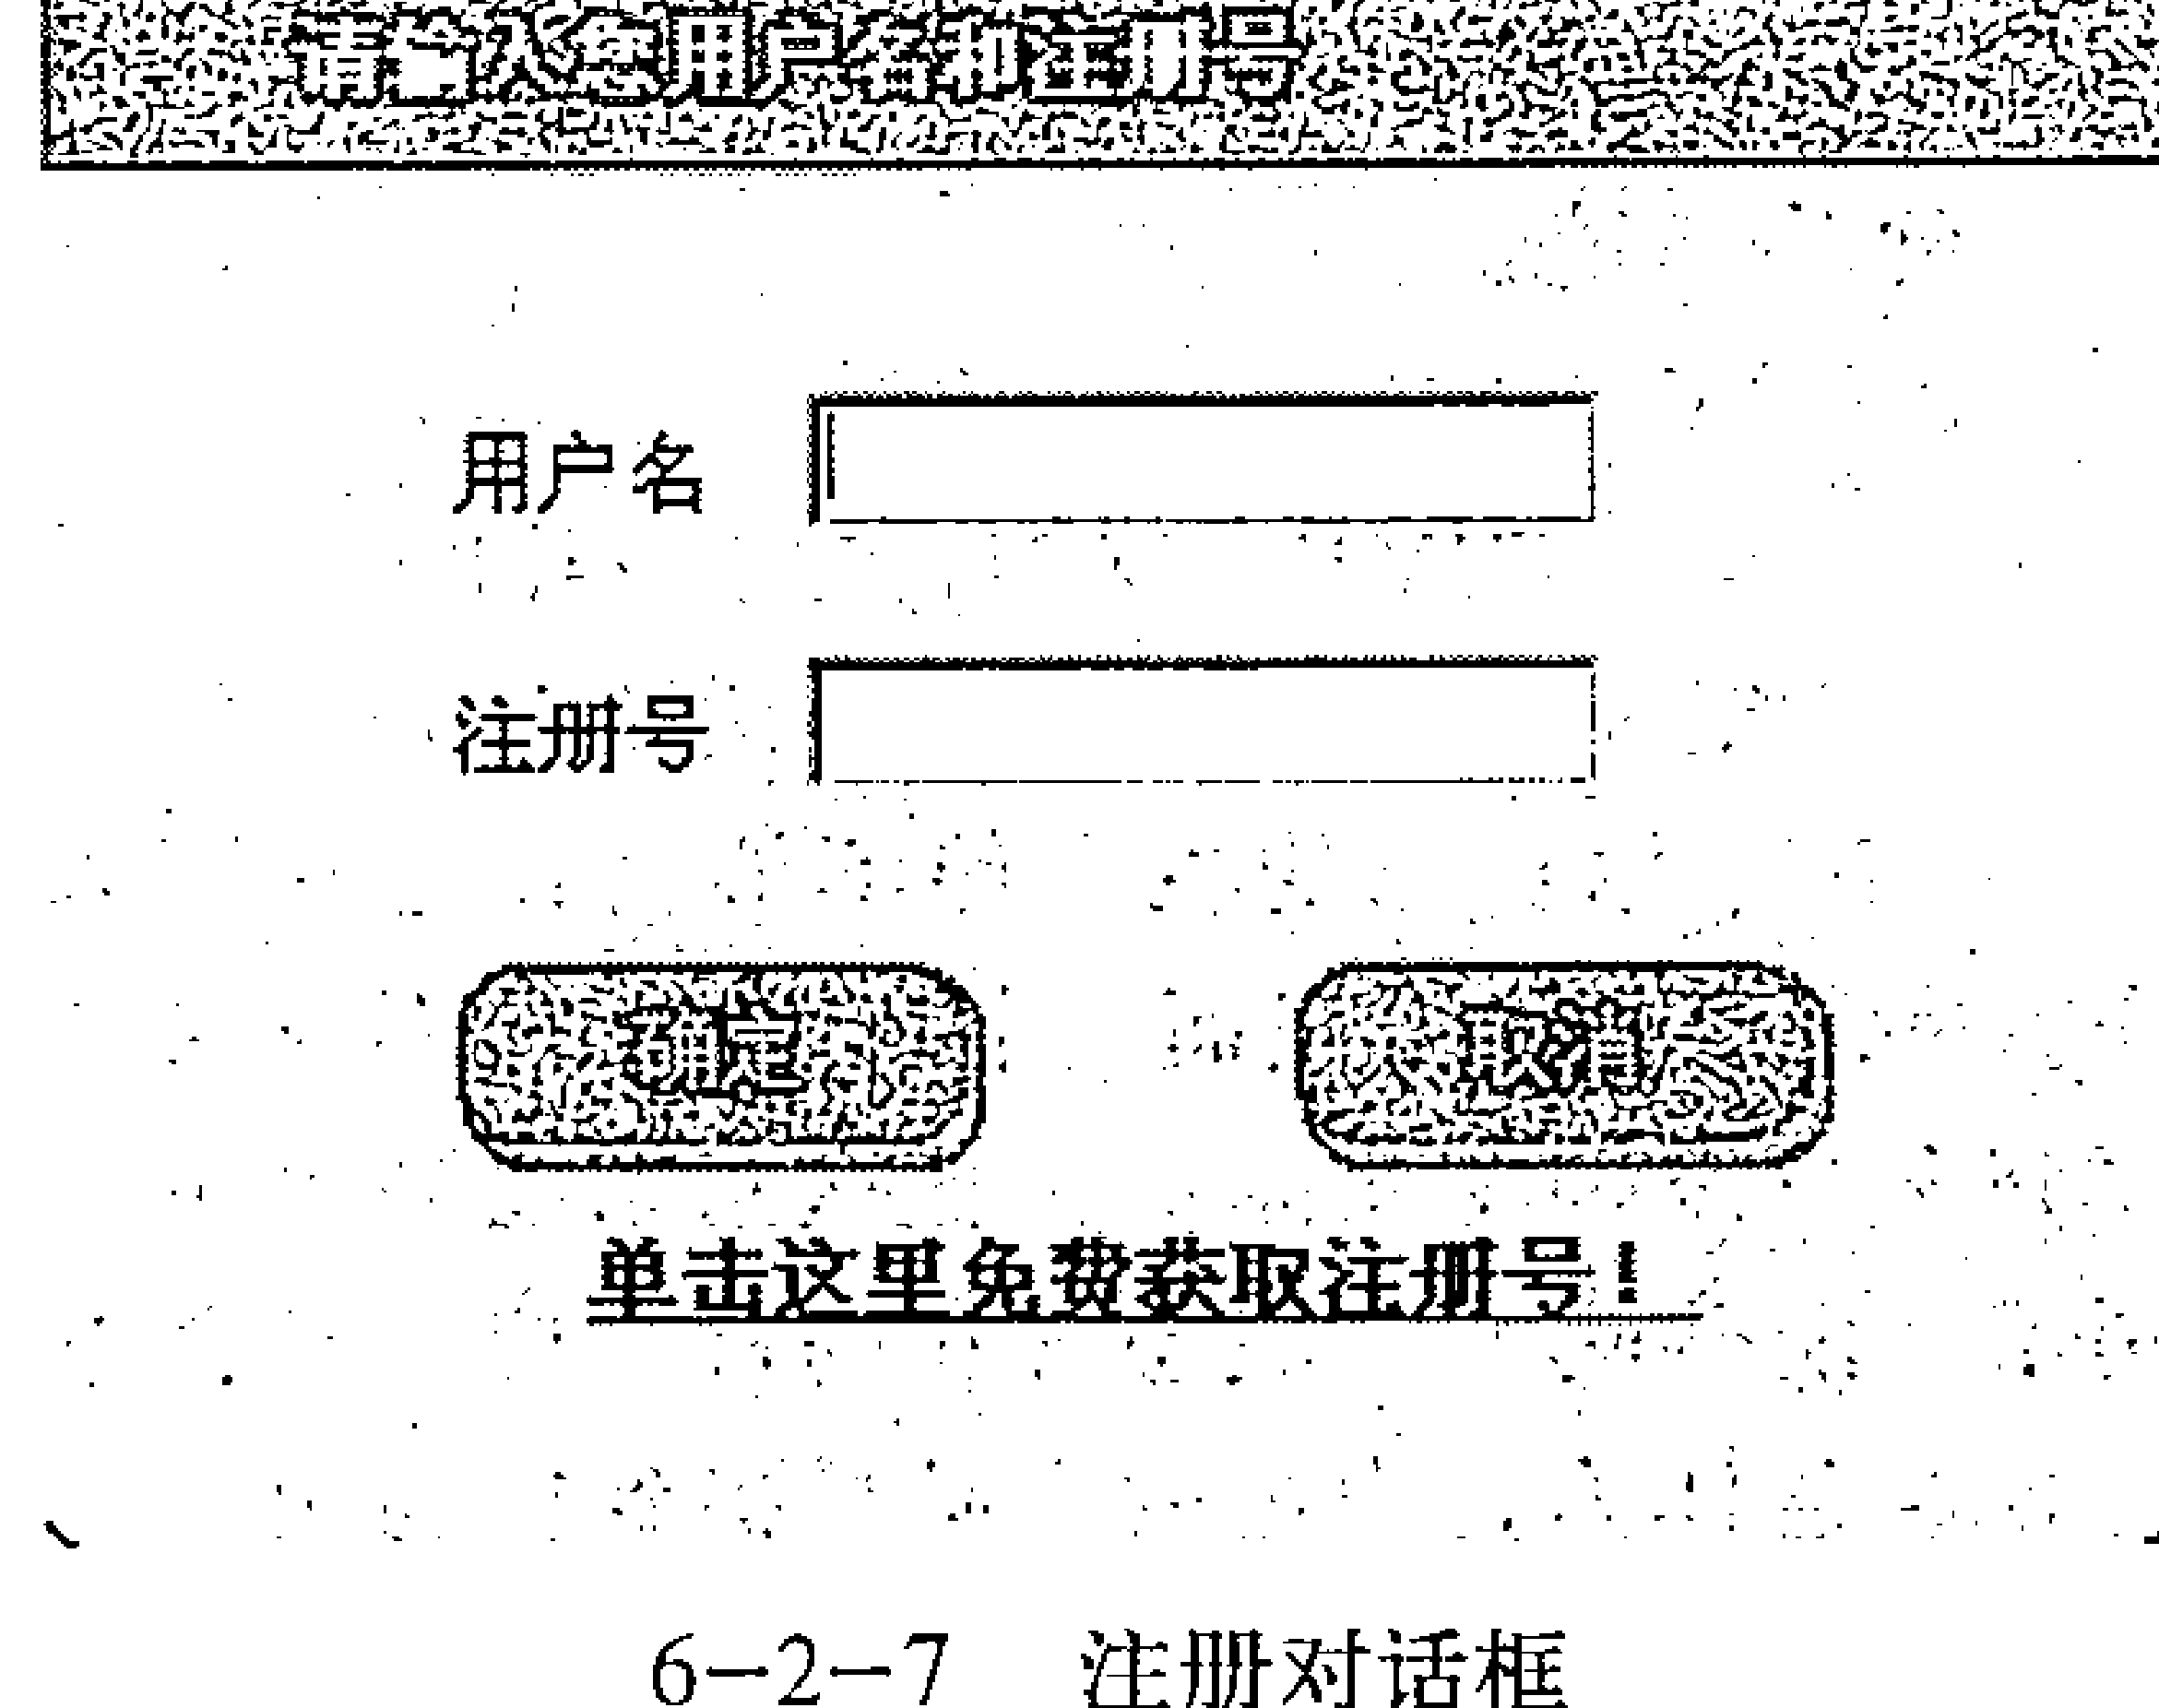 请输入您用户名和注册号
用户名
注册号
确定 取消
单击这里免费获取注册号!
6-2-7 注册对话框